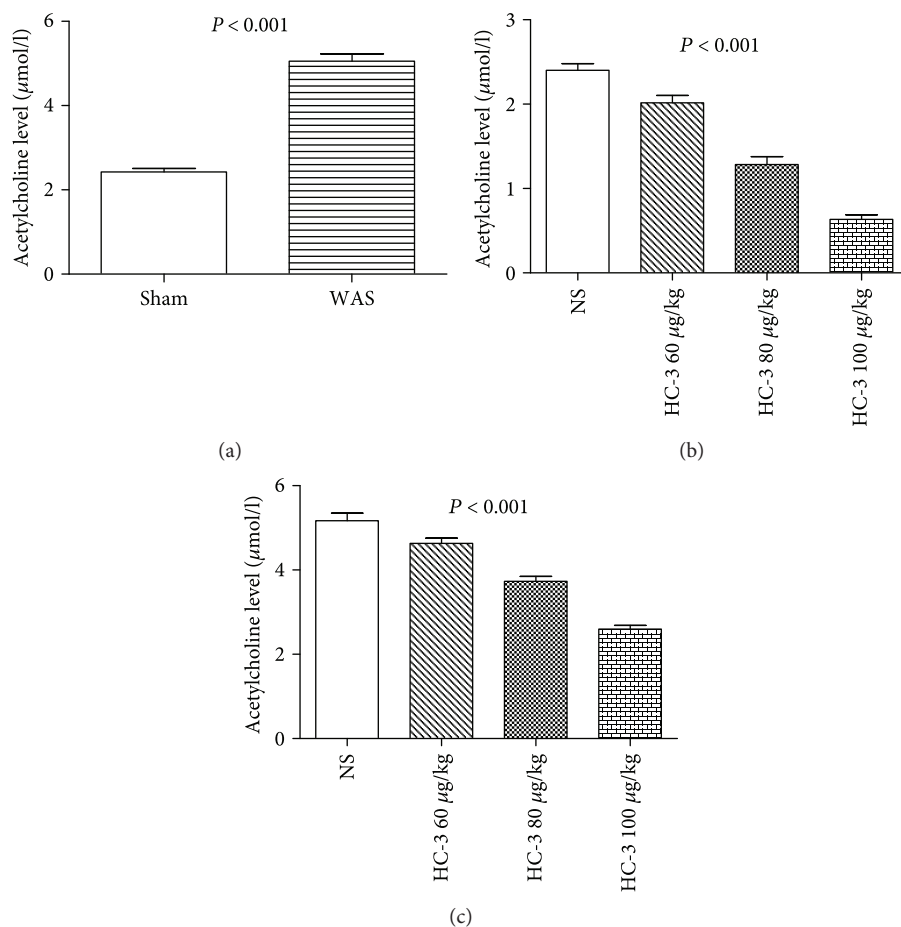 P < 0.001
Acetylcholine level (μmol/l)
6
4
2
0
Sham
WAS
(a)
P < 0.001
Acetylcholine level (μmol/l)
3
2
1
0
NS
HC-3 60 μg/kg
HC-3 80 μg/kg
HC-3 100 μg/kg
(b)
P < 0.001
Acetylcholine level (μmol/l)
6
4
2
0
NS
HC-3 60 μg/kg
HC-3 80 μg/kg
HC-3 100 μg/kg
(c)